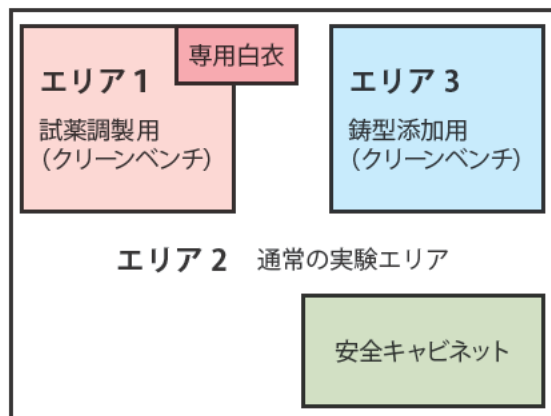 専用白衣
エリア 1
試薬調製用
(クリーンベンチ)
エリア 3
鋳型添加用
(クリーンベンチ)
エリア 2 通常の実験エリア
安全キャビネット